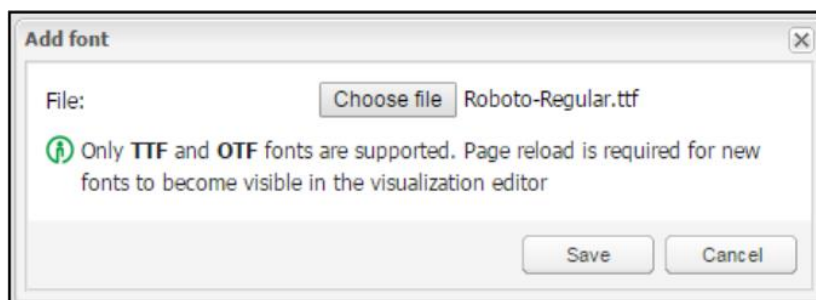 Add font
File: Choose file Roboto-Regular.ttf
Only TTF and OTF fonts are supported. Page reload is required for new
fonts to become visible in the visualization editor
Save Cancel